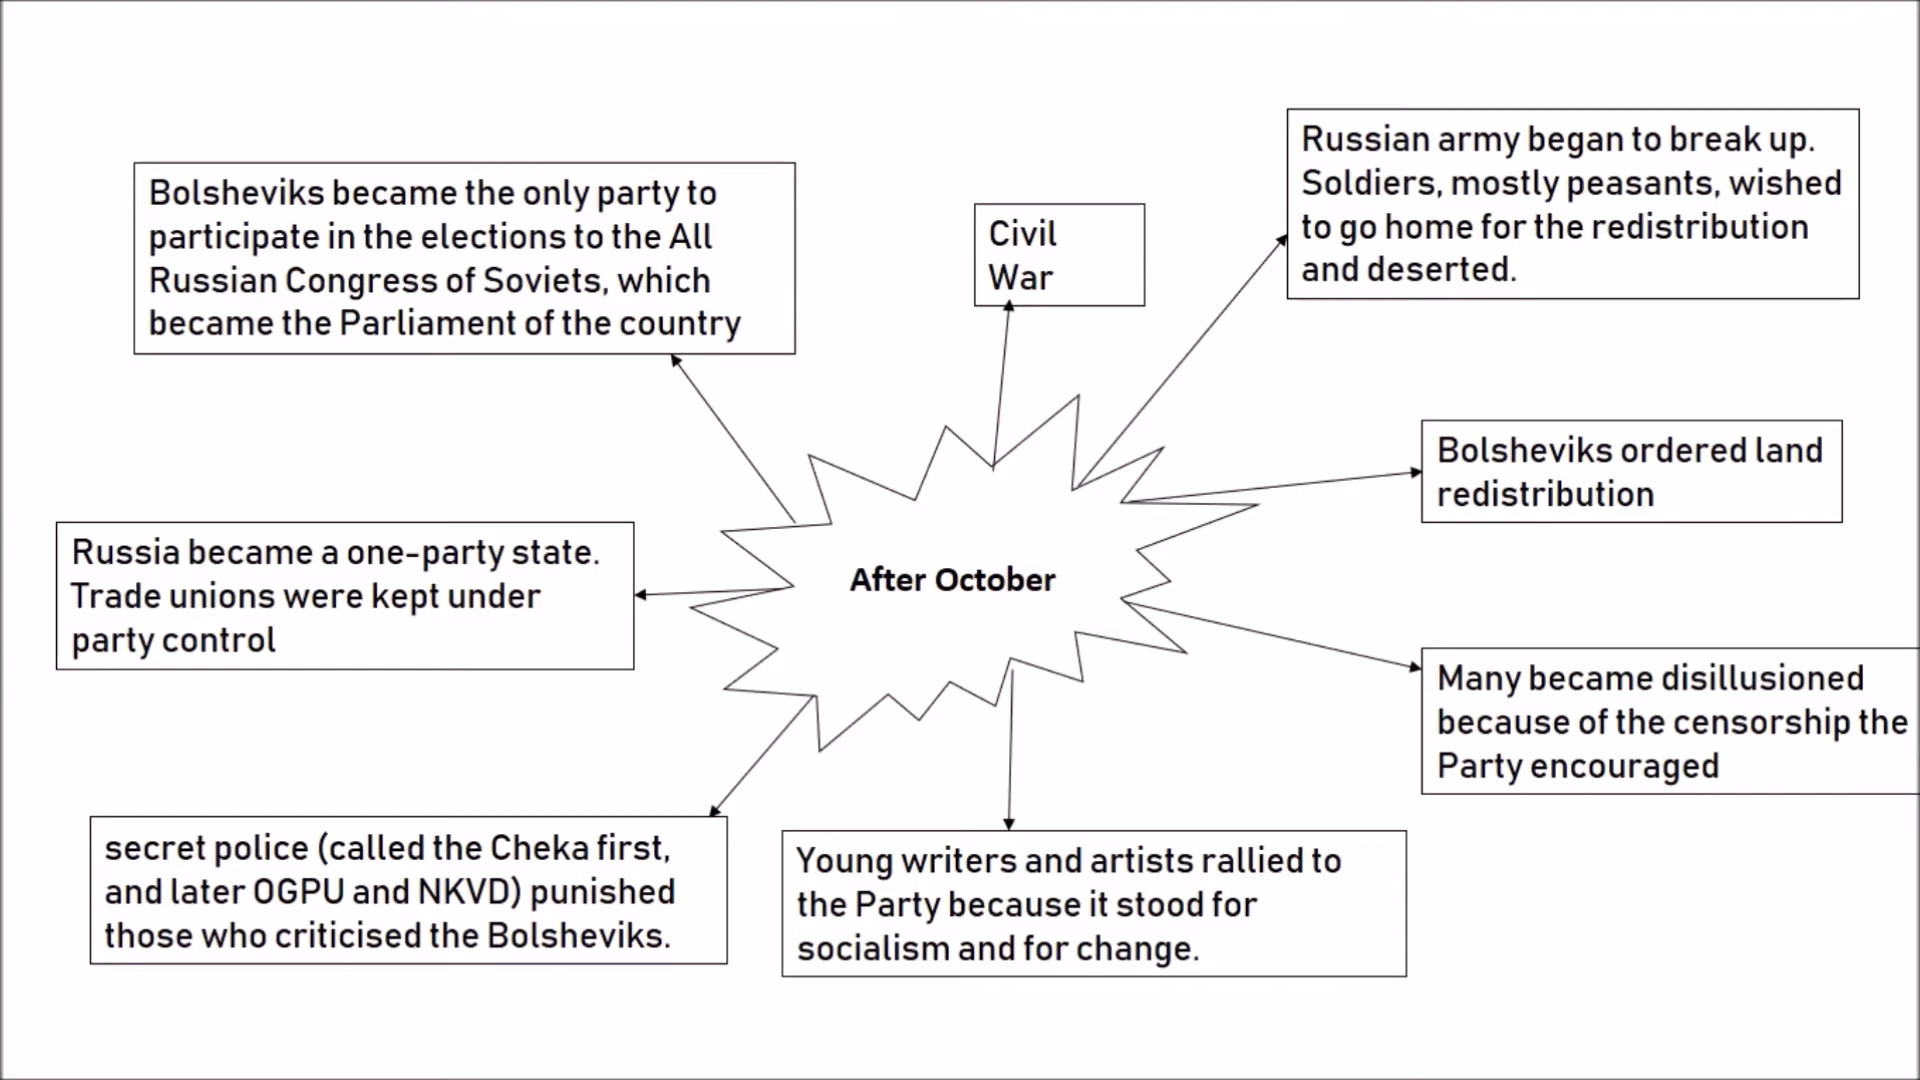 Bolsheviks became the only party to
participate in the elections to the All
Russian Congress of Soviets, which
became the Parliament of the country
Civil
War
Russian army began to break up.
Soldiers, mostly peasants, wished
to go home for the redistribution
and deserted.
Bolsheviks ordered land
redistribution
Russia became a one-party state.
Trade unions were kept under
party control
After October
Many became disillusioned
because of the censorship the
Party encouraged
secret police (called the Cheka first,
and later OGPU and NKVD) punished
those who criticised the Bolsheviks.
Young writers and artists rallied to
the Party because it stood for
socialism and for change.